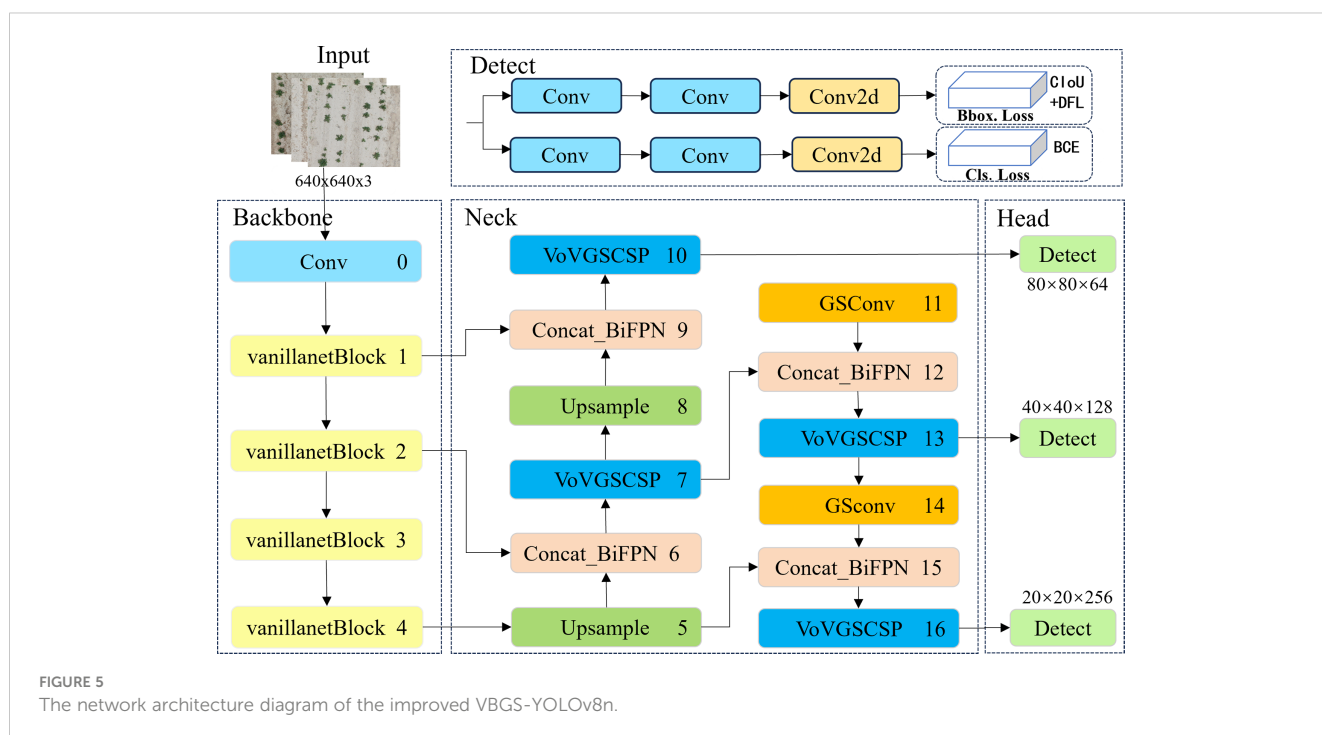 Input
640x640x3
Detect
Conv
Conv
Conv2d
CIoU
+DFL
Bbox. Loss
Conv
Conv
Conv2d
BCE
Cls. Loss
Backbone
Conv 0
vanillanetBlock 1
vanillanetBlock 2
vanillanetBlock 3
vanillanetBlock 4
Neck
VoVGSCSP 10
Concat_BiFPN 9
Upsample 8
VoVGSCSP 7
Concat_BiFPN 6
Upsample 5
GSConv 11
Concat_BiFPN 12
VoVGSCSP 13
GSconv 14
Concat_BiFPN 15
VoVGSCSP 16
Head
Detect
80×80×64
40×40×128
Detect
20×20×256
Detect
FIGURE 5
The network architecture diagram of the improved VBGS-YOLOv8n.